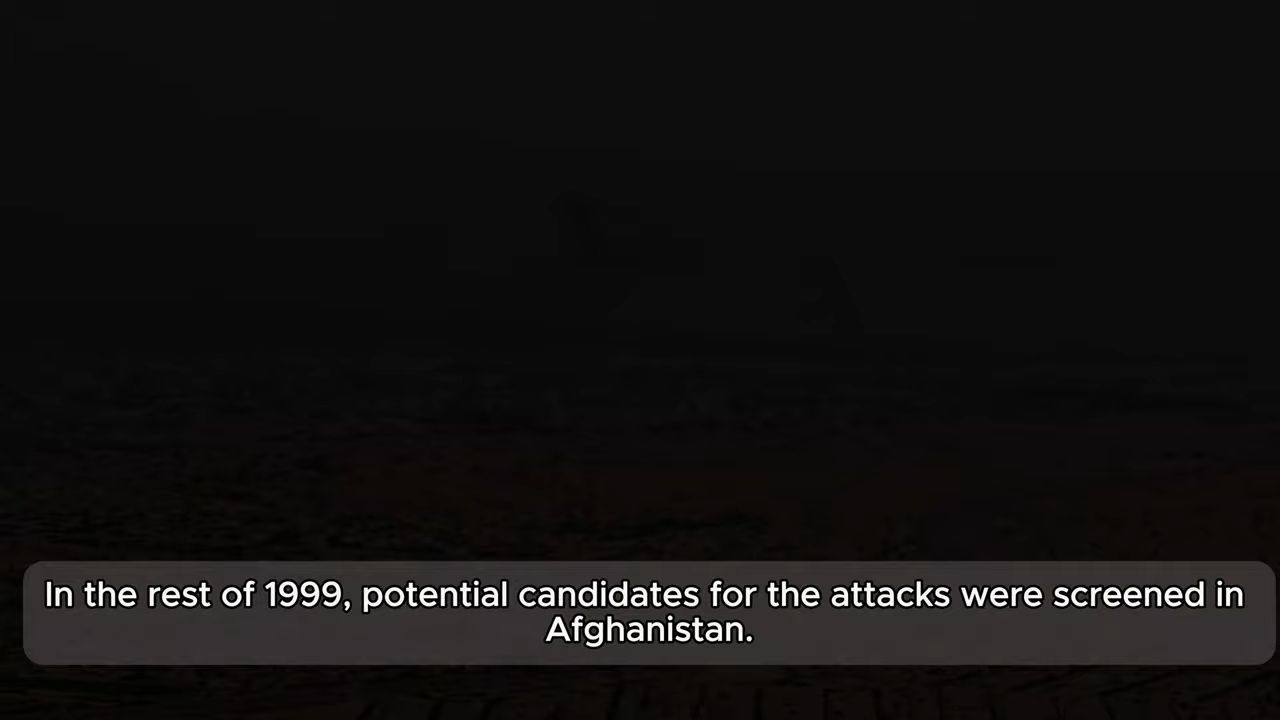 In the rest of 1999, potential candidates for the attacks were screened in
Afghanistan.